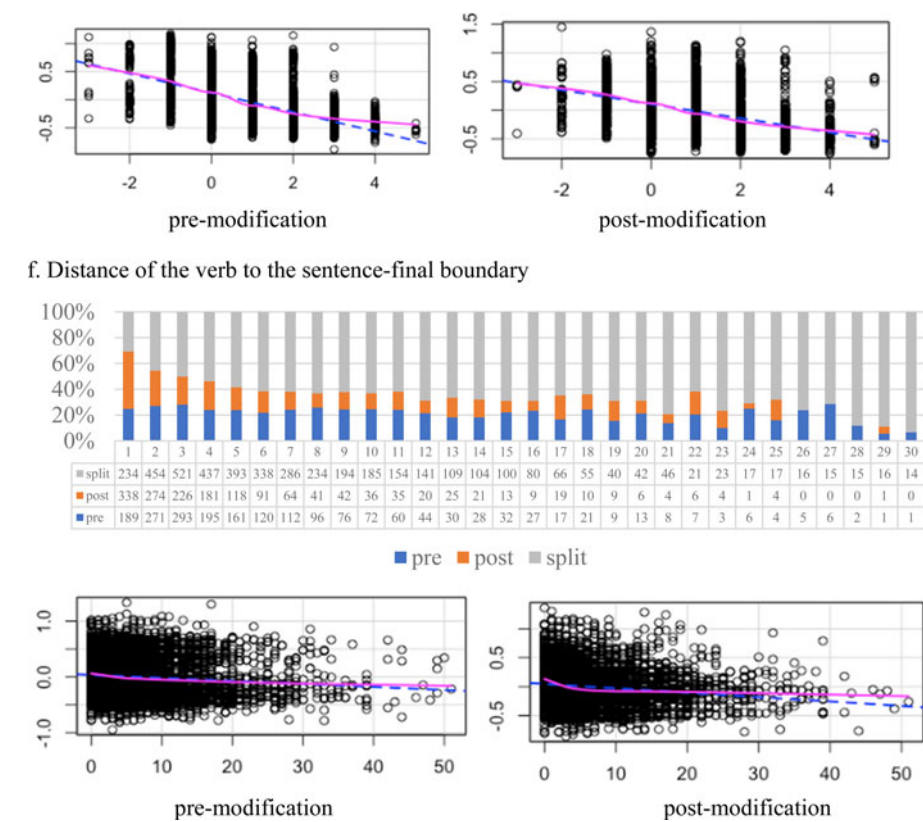 0.5
-0.5
-2 0 2 4
pre-modification
1.5
0.5
-0.5
-2 0 2 4
post-modification
f. Distance of the verb to the sentence-final boundary
100%
80%
60%
40%
20%
0%
1 2 3 4 5 6 7 8 9 10 11 12 13 14 15 16 17 18 19 20 21 22 23 24 25 26 27 28 29 30
split 234 454 521 437 393 338 286 234 194 185 154 141 109 104 100 80 66 55 40 42 46 21 23 17 17 16 15 15 16 14
post 338 274 226 181 118 91 64 41 42 36 35 20 25 21 13 9 19 10 9 6 4 6 4 1 4 0 0 0 1 0
pre 189 271 293 195 161 120 112 96 76 72 60 44 30 28 32 27 17 21 9 13 8 7 3 6 4 5 6 2 1 1
pre post split
1.0
0.0
-1.0
0 10 20 30 40 50
pre-modification
0.5
-0.5
0 10 20 30 40 50
post-modification